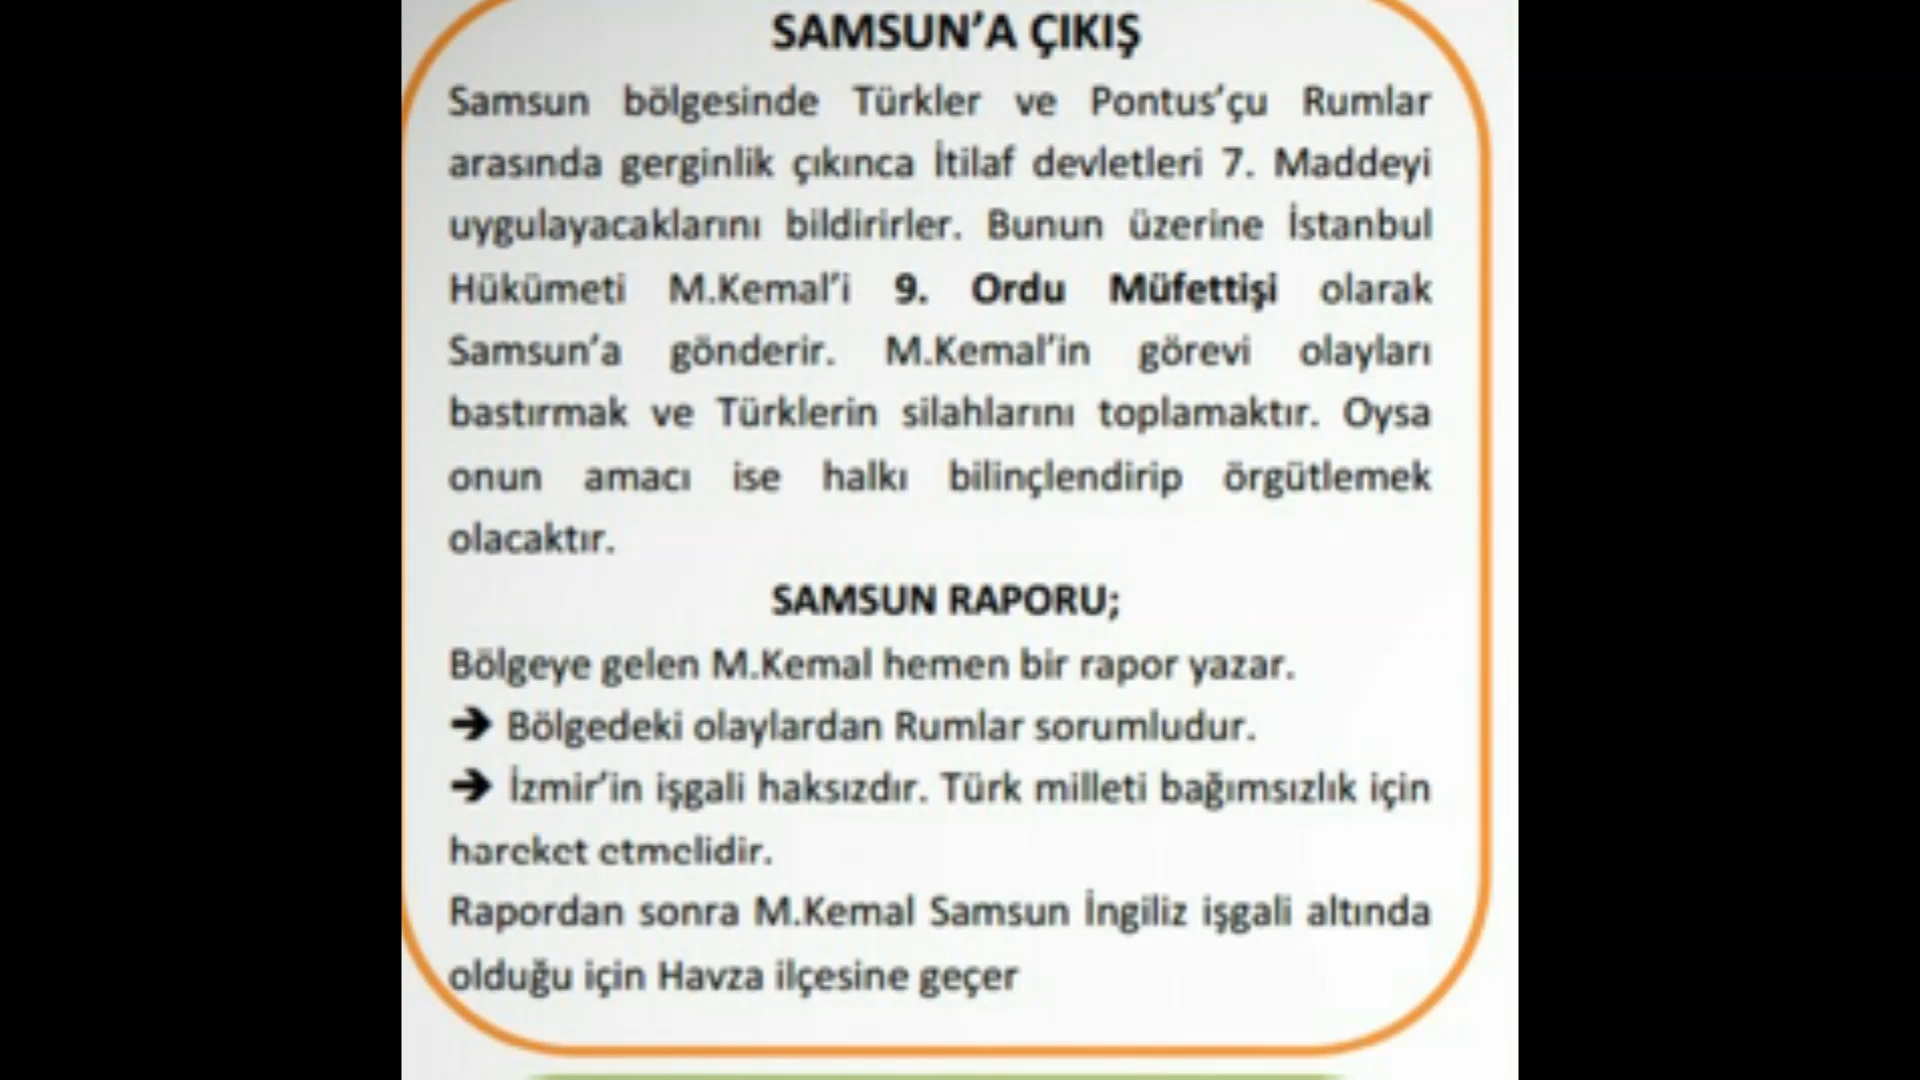 SAMSUN'A ÇIKIŞ
Samsun bölgesinde Türkler ve Pontus'çu Rumlar
arasında gerginlik çıkınca İtilaf devletleri 7. Maddeyi
uygulayacaklarını bildirirler. Bunun üzerine İstanbul
Hükümeti M.Kemal'i 9. Ordu Müfettişi olarak
Samsun'a gönderir. M.Kemal'in görevi olayları
bastırmak ve Türklerin silahlarını toplamaktır. Oysa
onun amacı ise halkı bilinçlendirip örgütlemek
olacaktır.
SAMSUN RAPORU;
Bölgeye gelen M.Kemal hemen bir rapor yazar.
➔ Bölgedeki olaylardan Rumlar sorumludur.
➔ İzmir'in işgali haksızdır. Türk milleti bağımsızlık için
hareket etmelidir.
Rapordan sonra M.Kemal Samsun İngiliz işgali altında
olduğu için Havza ilçesine geçer